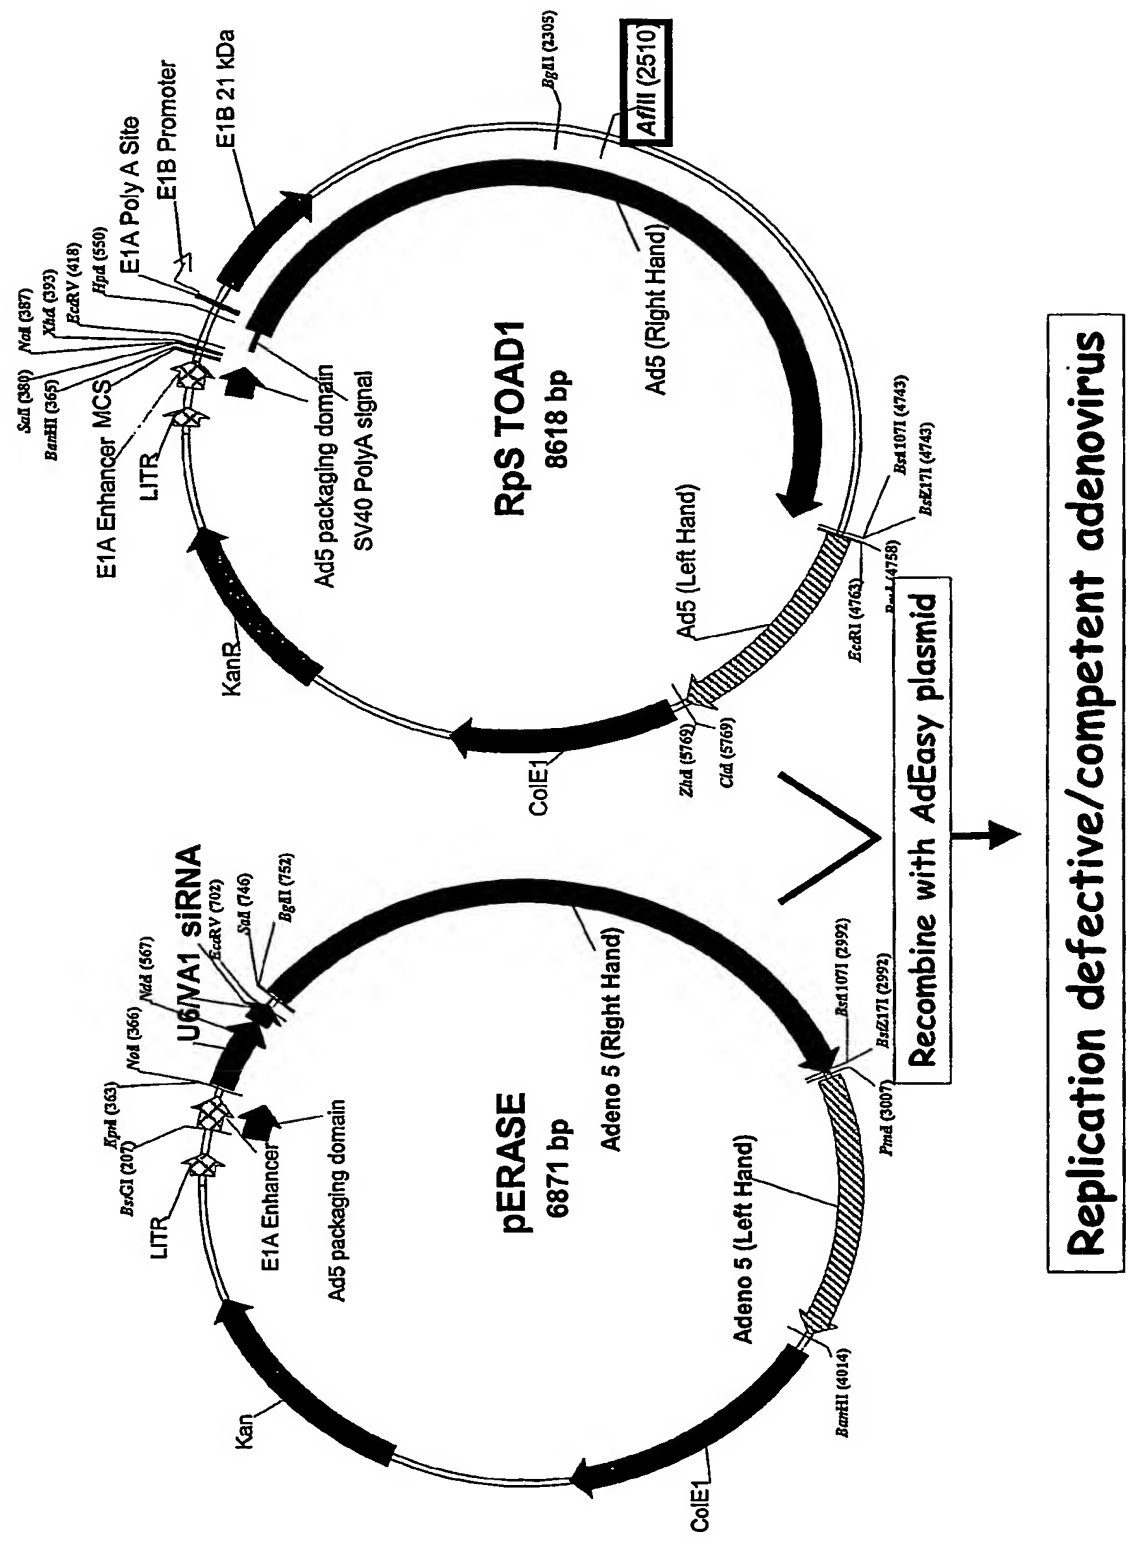 LITR
BsrGI (207)
KpnI (363)
NotI (366)
NdeI (567)
U6/VA1 siRNA
EcoRV (702)
SalI (746)
BglII (752)
Kan
E1A Enhancer
Ad5 packaging domain
pERASE
6871 bp
Adeno 5 (Right Hand)
Adeno 5 (Left Hand)
ColE1
BamHI (4014)
Bst1107I (2992)
BstZ17I (2992)
PmeI (3007)
SalI (380)
BamHI (365)
NotI (387)
XhoI (393)
EcoRV (418)
HpaI (550)
E1A Enhancer
MCS
LITR
E1A Poly A Site
E1B Promoter
E1B 21 kDa
KanR
Ad5 packaging domain
SV40 PolyA signal
RpS TOAD1
8618 bp
BglII (2305)
AflII (2510)
Ad5 (Right Hand)
Ad5 (Left Hand)
ColE1
(5769)
ClaI (5769)
EcoRI (4763)
(4758)
Bst1107I (4743)
BstZ17I (4743)
Recombine with AdEasy plasmid
Replication defective/competent adenovirus